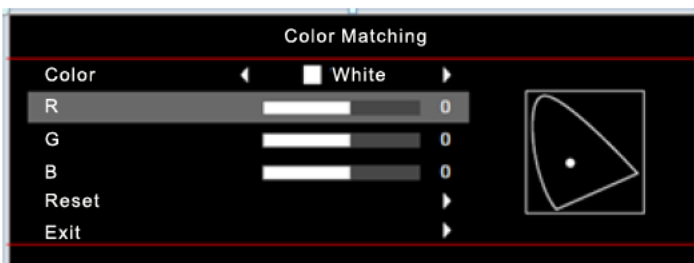 Color Matching
Color White
R 0
G 0
B 0
Reset
Exit